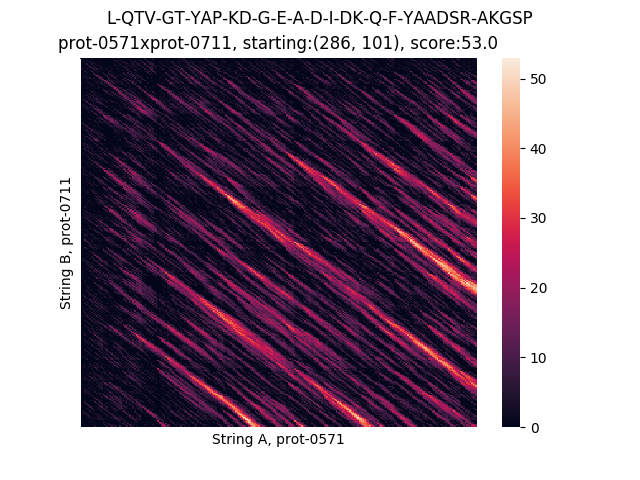 L-QTV-GT-YAP-KD-G-E-A-D-I-DK-Q-F-YAADSR-AKGSP
prot-0571xprot-0711, starting:(286, 101), score:53.0
50
40
30
20
10
0
String B, prot-0711
String A, prot-0571